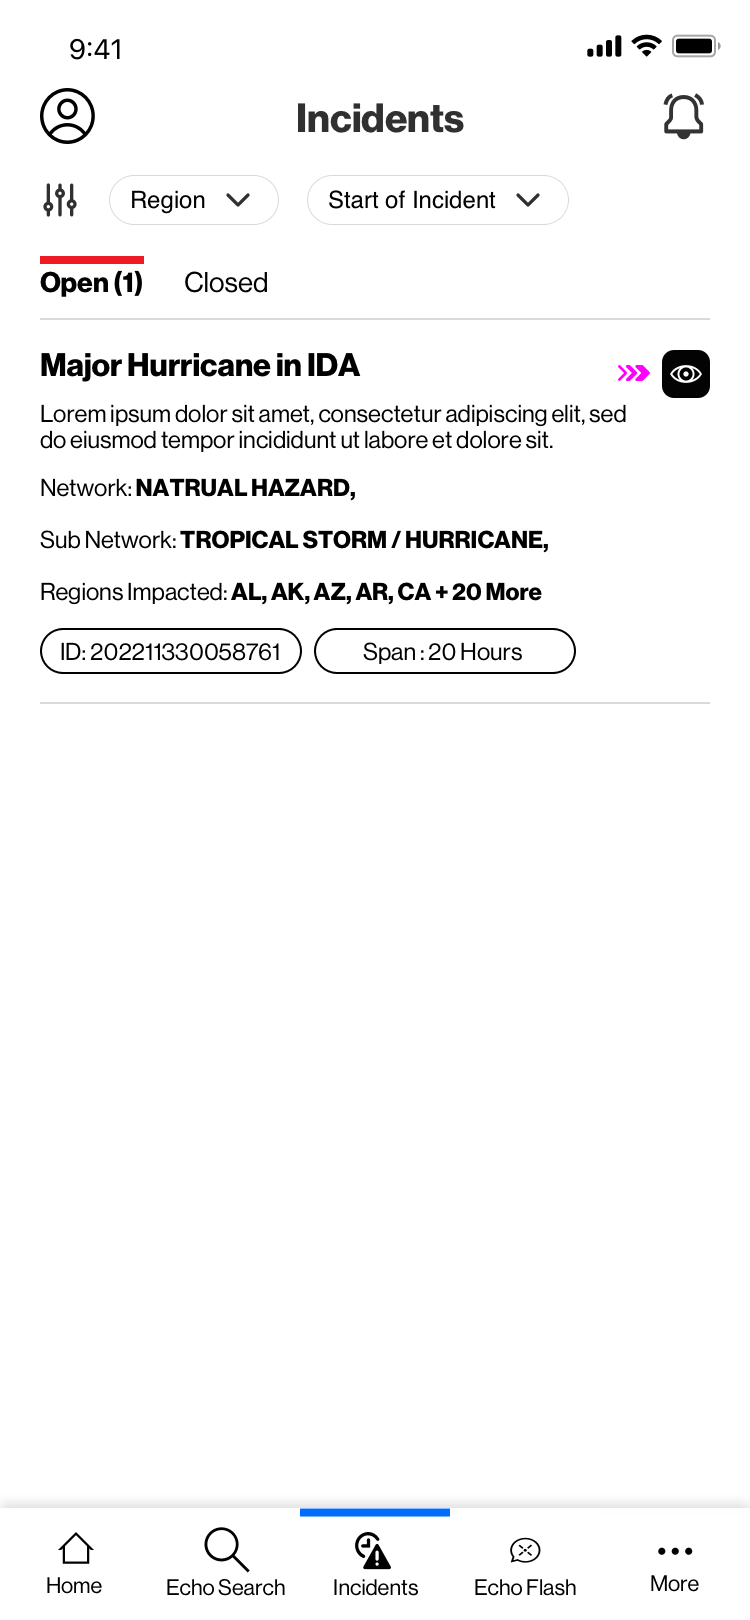 9:41
Incidents
Region
Start of Incident
Open (1)
Closed
Major Hurricane in IDA
Lorem ipsum dolor sit amet, consectetur adipiscing elit, sed
do eiusmod tempor incididunt ut labore et dolore sit.
Network: NATRUAL HAZARD,
Sub Network: TROPICAL STORM / HURRICANE,
Regions Impacted: AL, AK, AZ, AR, CA + 20 More
ID: 202211330058761
Span : 20 Hours
Home
Echo Search
Incidents
Echo Flash
More